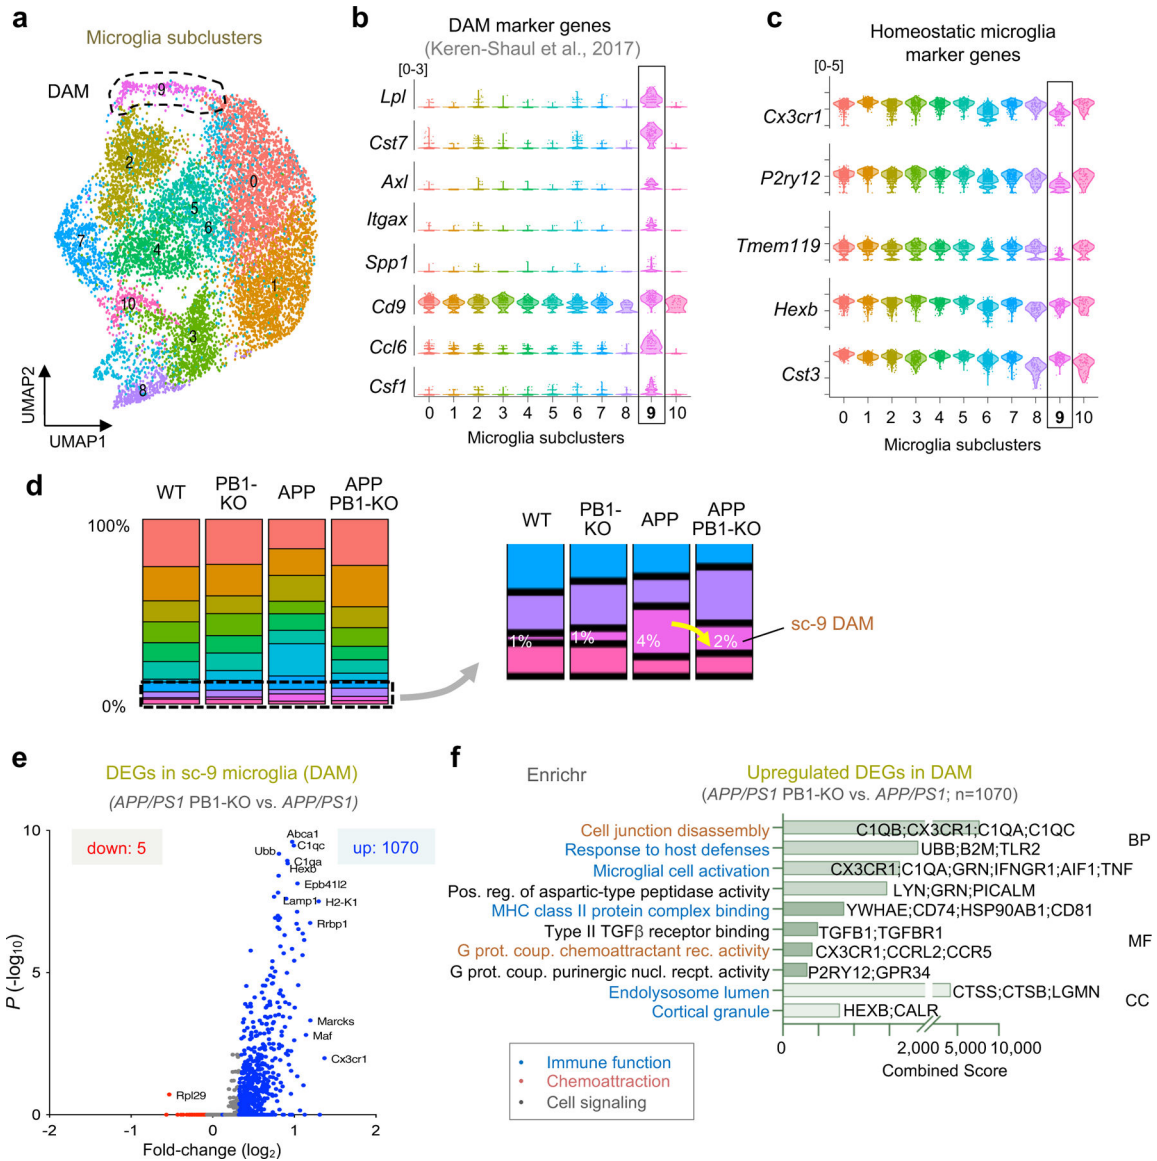 a
Microglia subclusters
DAM
9
2
0
5
6
7
4
1
10
3
8
UMAP2
UMAP1
b
DAM marker genes
(Keren-Shaul et al., 2017)
[0-3]
Lpl
Cst7
Axl
Itgax
Spp1
Cd9
Ccl6
Csf1
0 1 2 3 4 5 6 7 8 9 10
Microglia subclusters
c
Homeostatic microglia
marker genes
[0-5]
Cx3cr1
P2ry12
Tmem119
Hexb
Cst3
0 1 2 3 4 5 6 7 8 9 10
Microglia subclusters
d
WT PB1-KO APP APP PB1-KO
100%
0%
WT PB1-KO APP APP PB1-KO
1% 1% 4% 2%
sc-9 DAM
e
DEGs in sc-9 microglia (DAM)
(APP/PS1 PB1-KO vs. APP/PS1)
down: 5
up: 1070
Abca1
C1qc
Ubb
C1qa
Hexb
Epb41l2
Lamp1
H2-K1
Rrbp1
Marcks
Maf
Cx3cr1
Rpl29
10
5
0
P (-log10)
-2 -1 0 1 2
Fold-change (log2)
f
Enrichr
Upregulated DEGs in DAM
(APP/PS1 PB1-KO vs. APP/PS1; n=1070)
Cell junction disassembly C1QB;CX3CR1;C1QA;C1QC
Response to host defenses UBB;B2M;TLR2
Microglial cell activation CX3CR1;C1QA;GRN;IFNGR1;AIF1;TNF
Pos. reg. of aspartic-type peptidase activity LYN;GRN;PICALM
MHC class II protein complex binding YWHAE;CD74;HSP90AB1;CD81
Type II TGFβ receptor binding TGFB1;TGFBR1
G prot. coup. chemoattractant rec. activity CX3CR1;CCRL2;CCR5
G prot. coup. purinergic nucl. recpt. activity P2RY12;GPR34
Endolysosome lumen CTSS;CTSB;LGMN
Cortical granule HEXB;CALR
BP
MF
CC
0 2,000 5,000 10,000
Combined Score
Immune function
Chemoattraction
Cell signaling